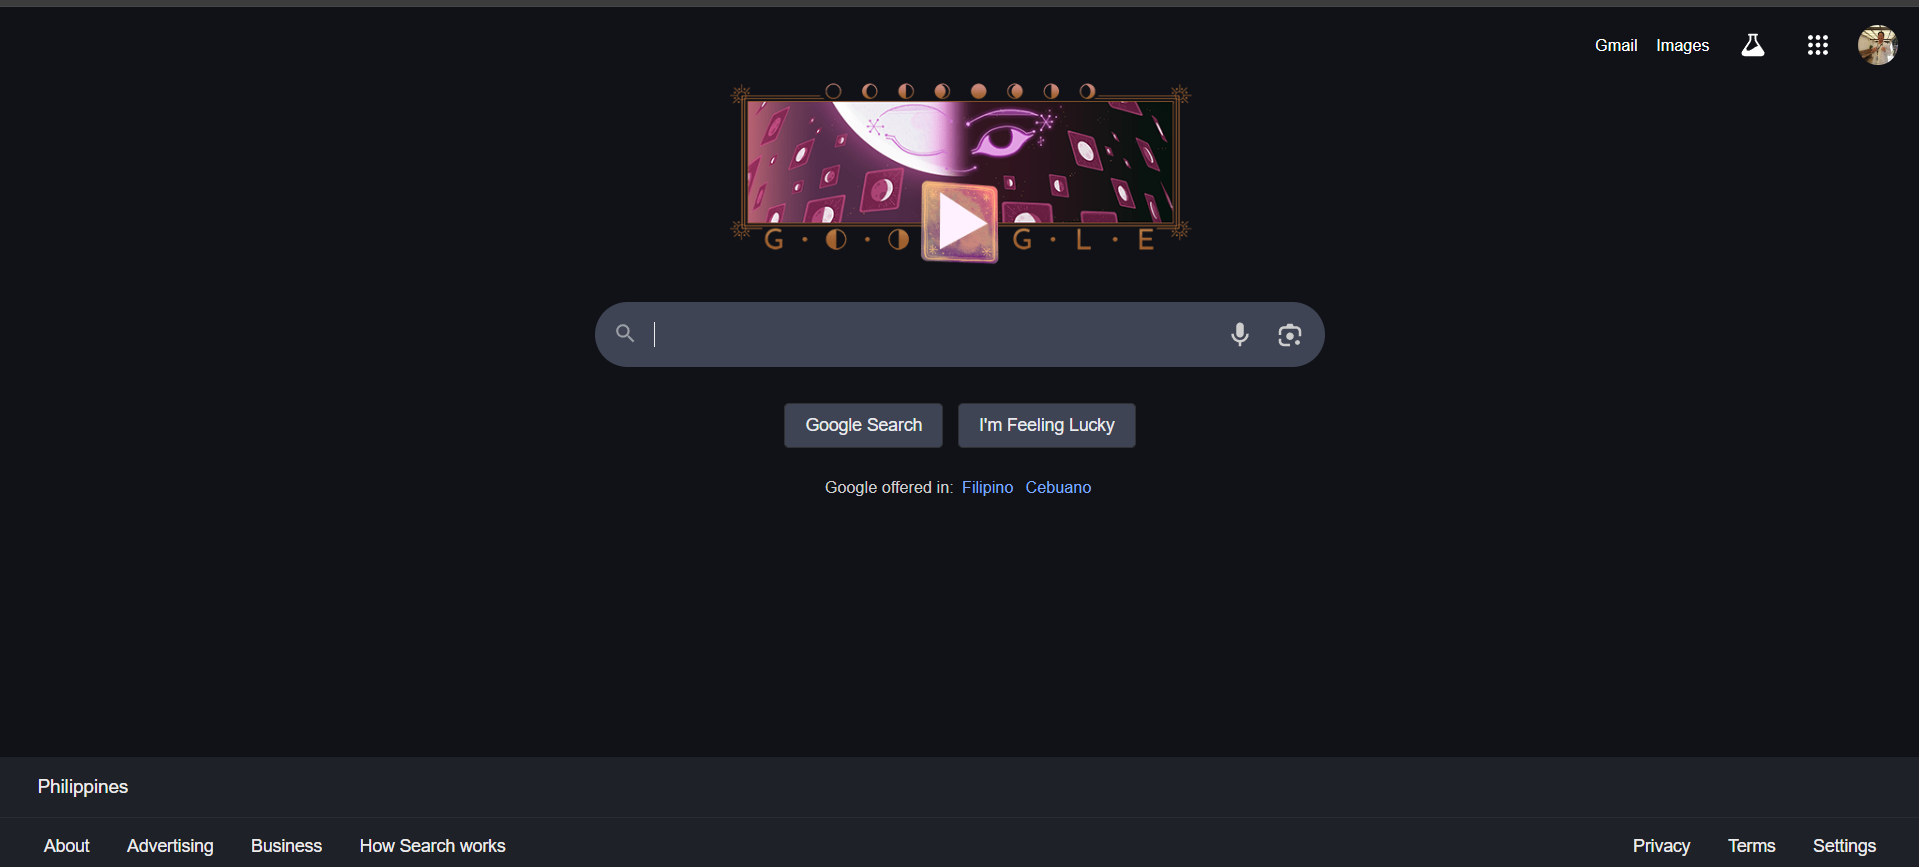 Gmail Images
G · O · O G · L · E
Google Search I'm Feeling Lucky
Google offered in: Filipino Cebuano
Philippines
About Advertising Business How Search works Privacy Terms Settings